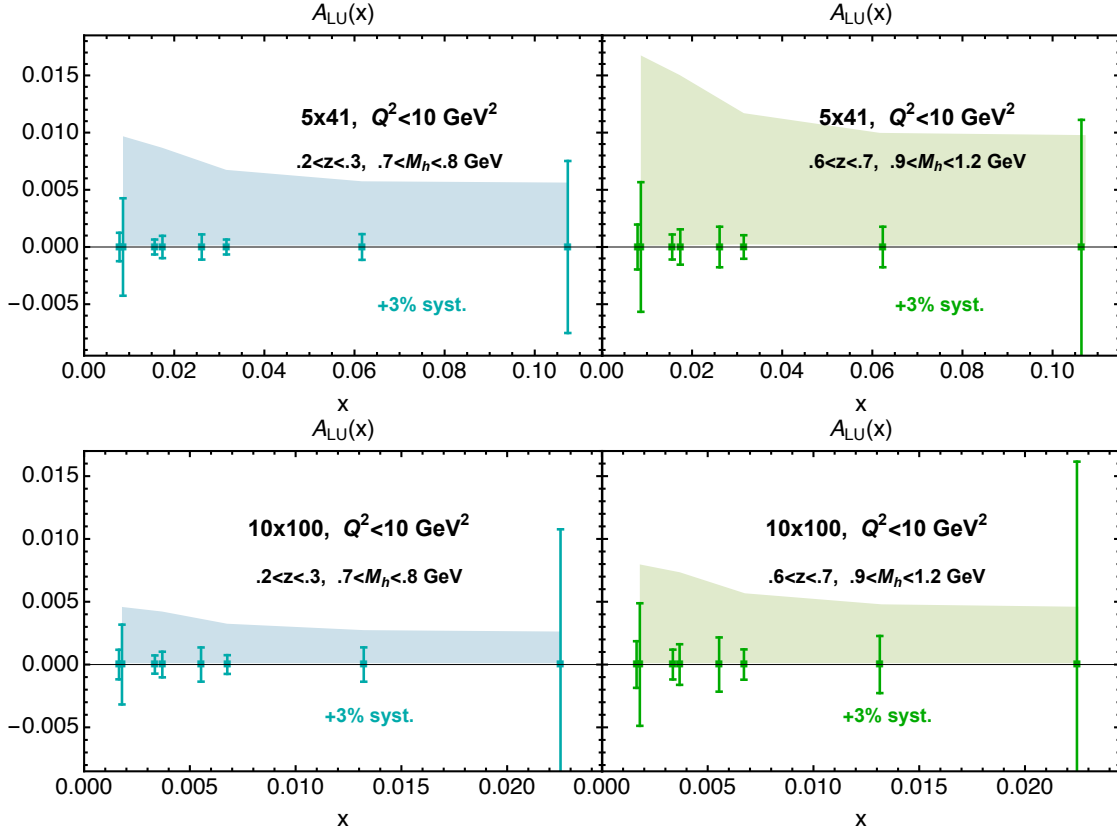 A_LU(x) A_LU(x)
0.015
0.010
0.005
0.000
−0.005
5x41, Q²<10 GeV²
.2<z<.3, .7<M_h<.8 GeV
+3% syst.
5x41, Q²<10 GeV²
.6<z<.7, .9<M_h<1.2 GeV
+3% syst.
0.00 0.02 0.04 0.06 0.08 0.10 0.00 0.02 0.04 0.06 0.08 0.10
x x
A_LU(x) A_LU(x)
0.015
0.010
0.005
0.000
−0.005
10x100, Q²<10 GeV²
.2<z<.3, .7<M_h<.8 GeV
+3% syst.
10x100, Q²<10 GeV²
.6<z<.7, .9<M_h<1.2 GeV
+3% syst.
0.000 0.005 0.010 0.015 0.020 0.000 0.005 0.010 0.015 0.020
x x